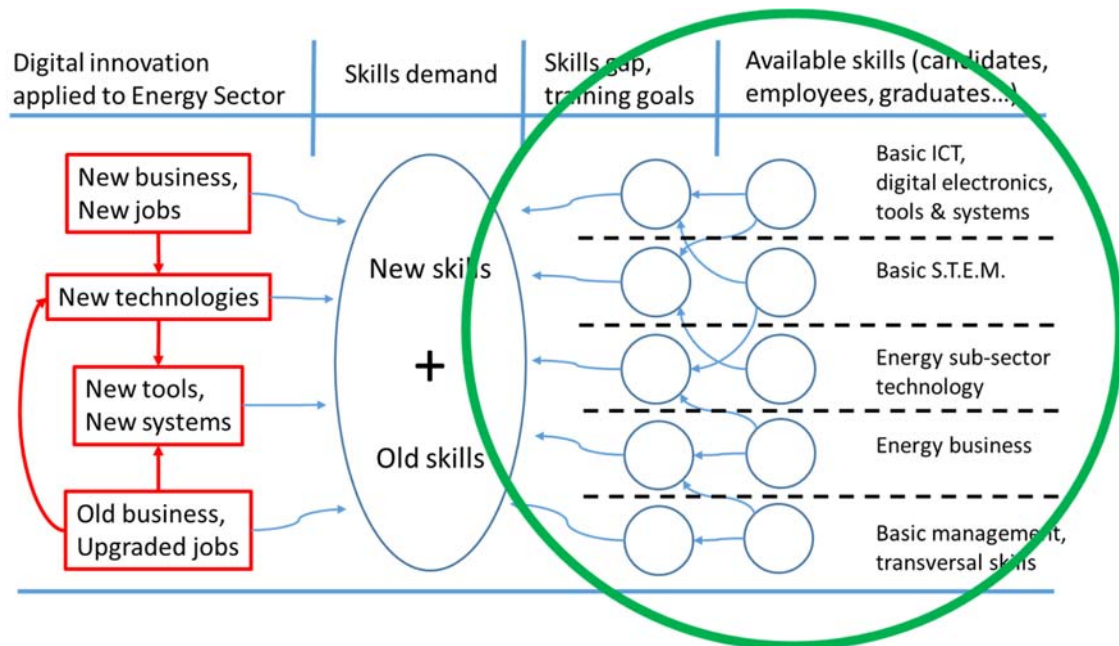 Digital innovation
applied to Energy Sector
Skills demand
Skills gap,
training goals
Available skills (candidates,
employees, graduates...)
New business,
New jobs
New technologies
New tools,
New systems
Old business,
Upgraded jobs
New skills
+
Old skills
Basic ICT,
digital electronics,
tools & systems
Basic S.T.E.M.
Energy sub-sector
technology
Energy business
Basic management,
transversal skills